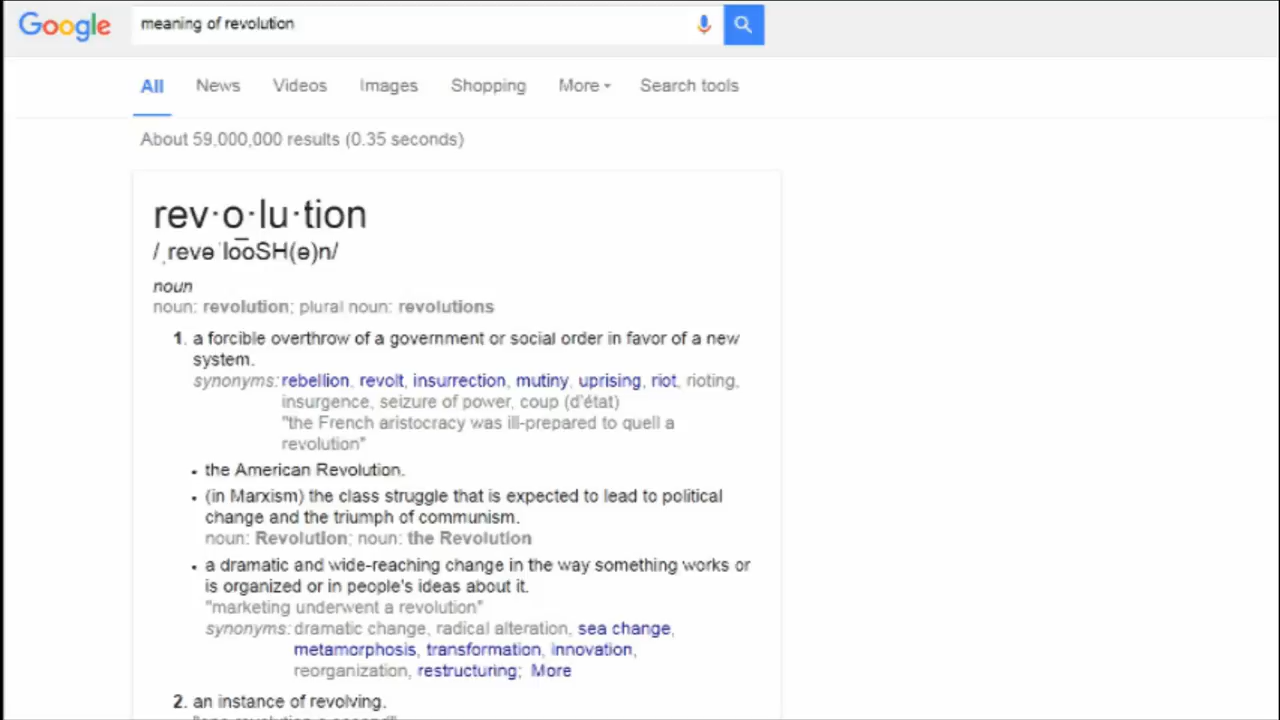 Google
meaning of revolution
All News Videos Images Shopping More Search tools
About 59,000,000 results (0.35 seconds)
rev·o·lu·tion
/ˌrevəˈlo͞oSH(ə)n/
noun
noun: revolution; plural noun: revolutions
1. a forcible overthrow of a government or social order in favor of a new
system.
synonyms: rebellion, revolt, insurrection, mutiny, uprising, riot, rioting,
insurgence, seizure of power, coup (d'état)
"the French aristocracy was ill-prepared to quell a
revolution"
• the American Revolution.
• (in Marxism) the class struggle that is expected to lead to political
change and the triumph of communism.
noun: Revolution; noun: the Revolution
• a dramatic and wide-reaching change in the way something works or
is organized or in people's ideas about it.
"marketing underwent a revolution"
synonyms: dramatic change, radical alteration, sea change,
metamorphosis, transformation, innovation,
reorganization, restructuring; More
2. an instance of revolving.